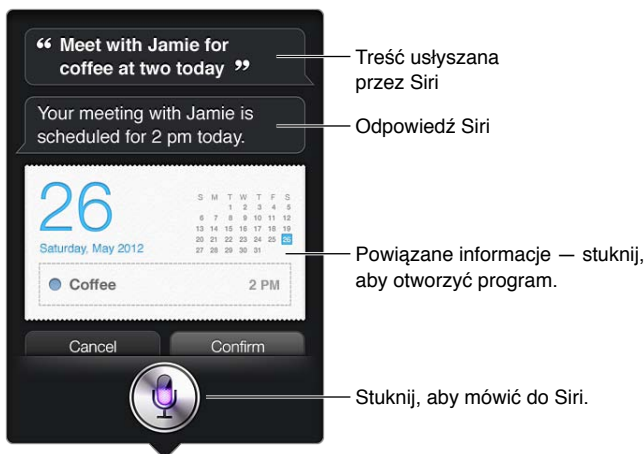 “ Meet with Jamie for
coffee at two today ”
Treść usłyszana
przez Siri
Your meeting with Jamie is
scheduled for 2 pm today.
Odpowiedź Siri
26
Saturday, May 2012
S M T W T F S
1 2 3 4 5
6 7 8 9 10 11 12
13 14 15 16 17 18 19
20 21 22 23 24 25 26
27 28 29 30 31
Powiązane informacje — stuknij,
aby otworzyć program.
Coffee 2 PM
Cancel Confirm
Stuknij, aby mówić do Siri.